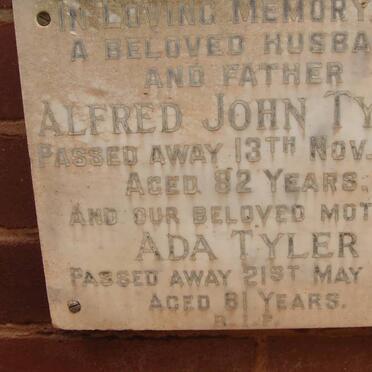 IN LOVING MEMORY
A BELOVED HUSBA
AND FATHER
ALFRED JOHN TY
PASSED AWAY 13TH NOV.
AGED 82 YEARS.
AND OUR BELOVED MOT
ADA TYLER
PASSED AWAY 21ST MAY
AGED 81 YEARS.
R.I.P.